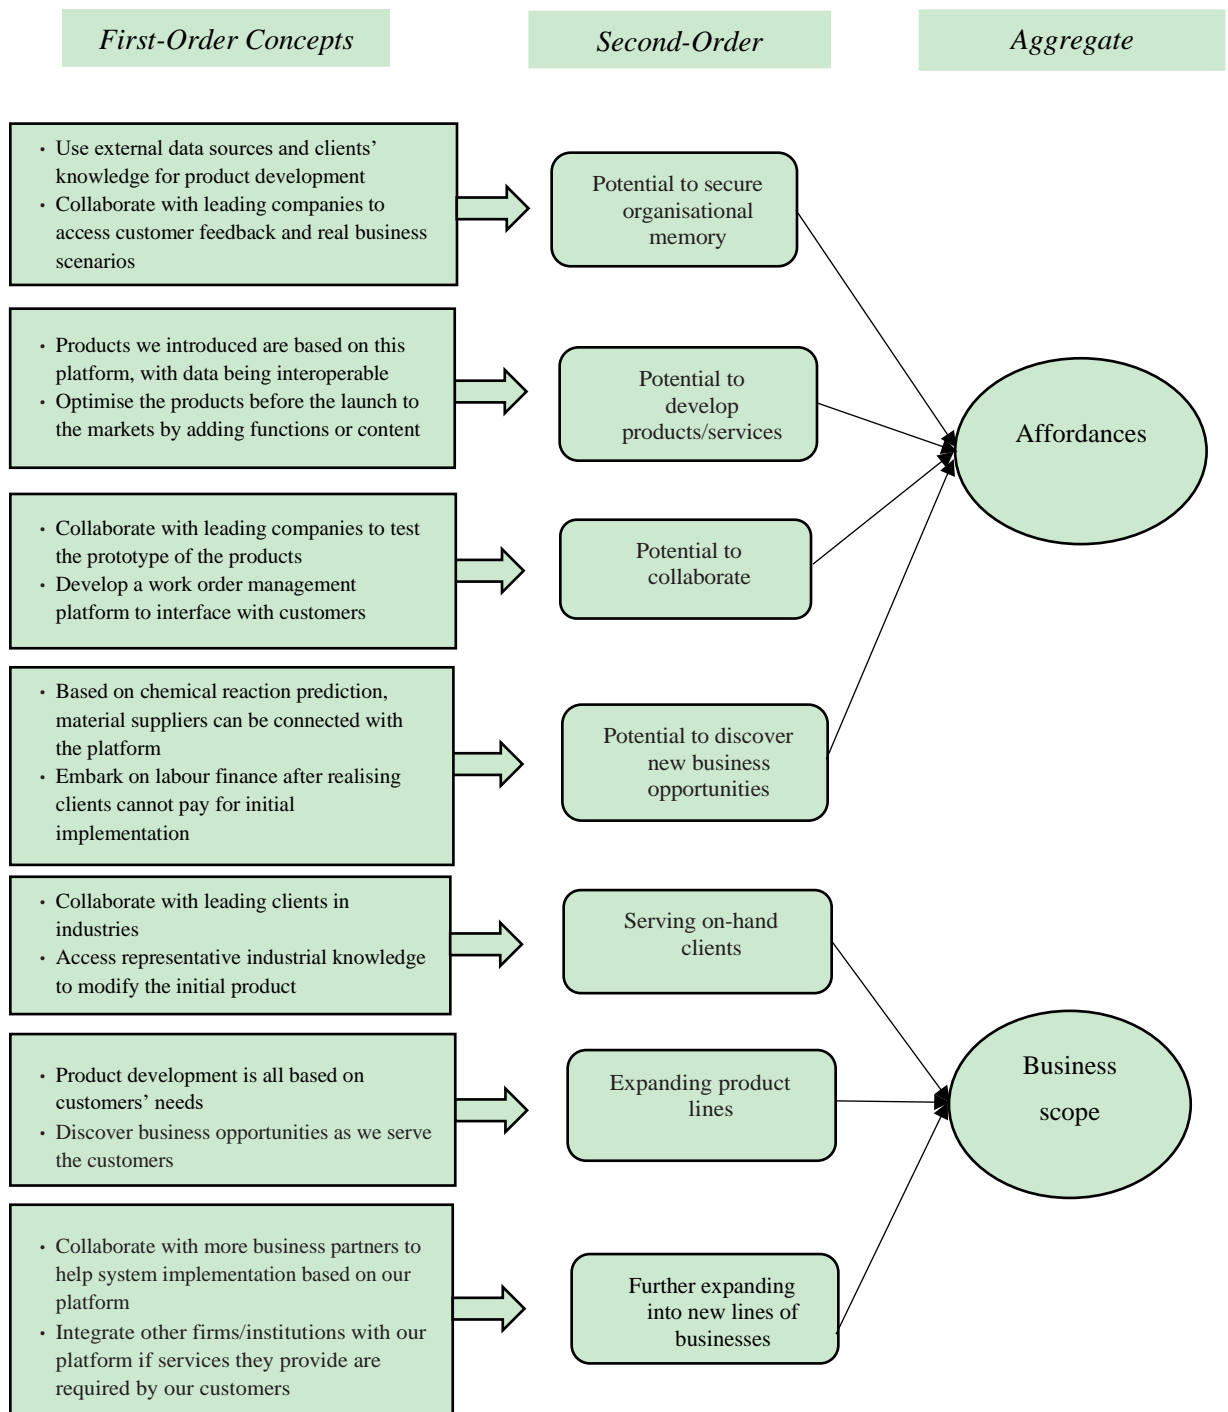 First-Order Concepts
Second-Order
Aggregate
• Use external data sources and clients’
knowledge for product development
• Collaborate with leading companies to
access customer feedback and real business
scenarios
Potential to secure
organisational
memory
• Products we introduced are based on this
platform, with data being interoperable
• Optimise the products before the launch to
the markets by adding functions or content
Potential to
develop
products/services
Affordances
• Collaborate with leading companies to test
the prototype of the products
• Develop a work order management
platform to interface with customers
Potential to
collaborate
• Based on chemical reaction prediction,
material suppliers can be connected with
the platform
• Embark on labour finance after realising
clients cannot pay for initial
implementation
Potential to discover
new business
opportunities
• Collaborate with leading clients in
industries
• Access representative industrial knowledge
to modify the initial product
Serving on-hand
clients
• Product development is all based on
customers’ needs
• Discover business opportunities as we serve
the customers
Expanding product
lines
Business
scope
• Collaborate with more business partners to
help system implementation based on our
platform
• Integrate other firms/institutions with our
platform if services they provide are
required by our customers
Further expanding
into new lines of
businesses